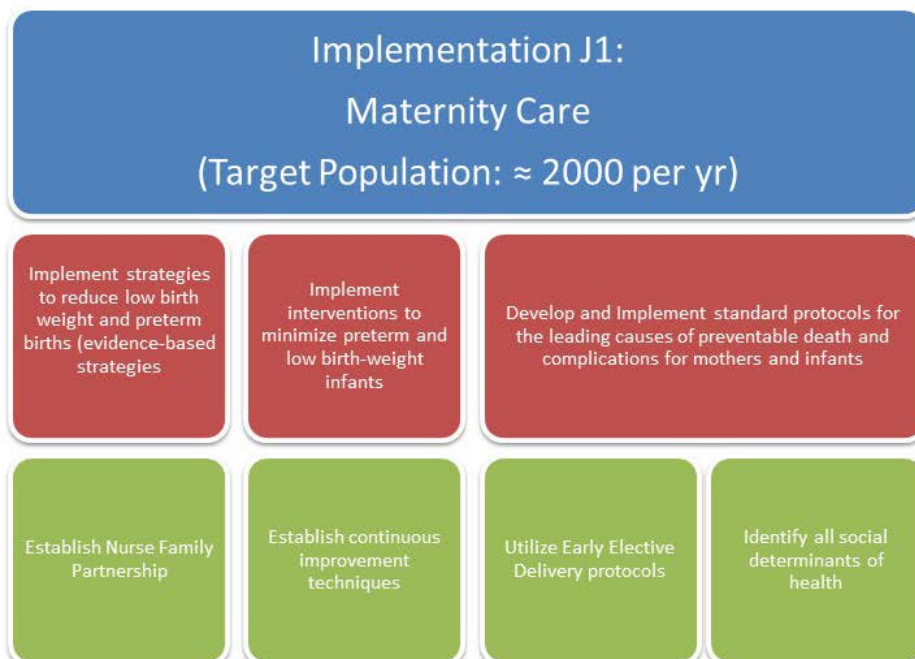 Implementation J1:
Maternity Care
(Target Population: ≈ 2000 per yr)
Implement strategies
to reduce low birth
weight and preterm
births (evidence-based
strategies
Implement
interventions to
minimize preterm and
low birth-weight
infants
Develop and Implement standard protocols for
the leading causes of preventable death and
complications for mothers and infants
Establish Nurse Family
Partnership
Establish continuous
improvement
techniques
Utilize Early Elective
Delivery protocols
Identify all social
determinants of
health